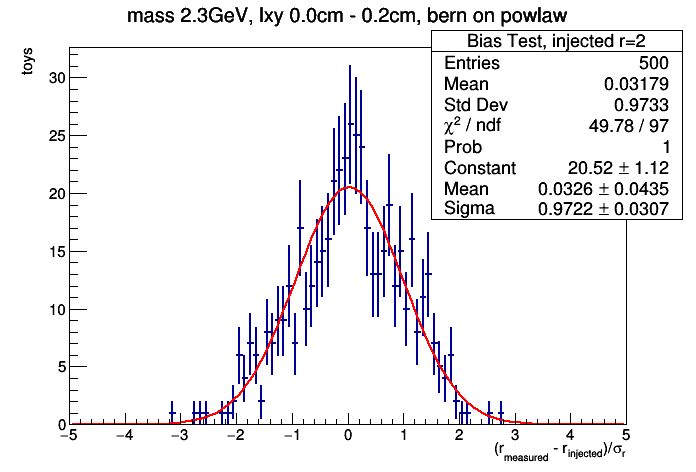 mass 2.3GeV, lxy 0.0cm - 0.2cm, bern on powlaw
Bias Test, injected r=2
Entries 500
Mean 0.03179
Std Dev 0.9733
χ² / ndf 49.78 / 97
Prob 1
Constant 20.52 ± 1.12
Mean 0.0326 ± 0.0435
Sigma 0.9722 ± 0.0307
toys
30
25
20
15
10
5
0
−5 −4 −3 −2 −1 0 1 2 3 4 5
(r_measured - r_injected)/σ_r